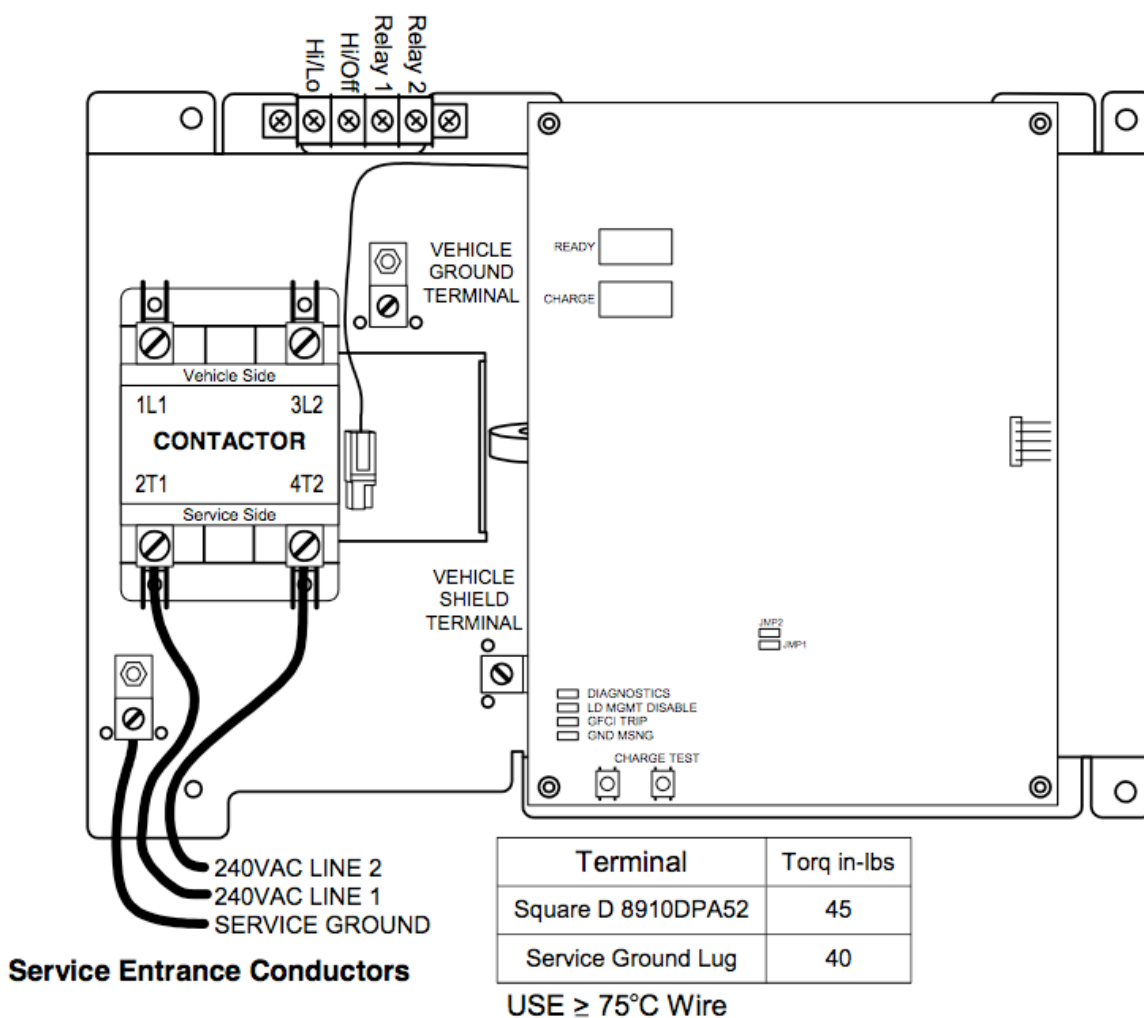 Hi/Lo
Hi/Off
Relay 1
Relay 2
READY
CHARGE
VEHICLE
GROUND
TERMINAL
Vehicle Side
1L1 3L2
CONTACTOR
2T1 4T2
Service Side
VEHICLE
SHIELD
TERMINAL
JMP2
JMP1
DIAGNOSTICS
LD MGMT DISABLE
GFCI TRIP
GND MSNG
CHARGE TEST
240VAC LINE 2
240VAC LINE 1
SERVICE GROUND
Service Entrance Conductors
Terminal Torq in-lbs
Square D 8910DPA52 45
Service Ground Lug 40
USE ≥ 75°C Wire